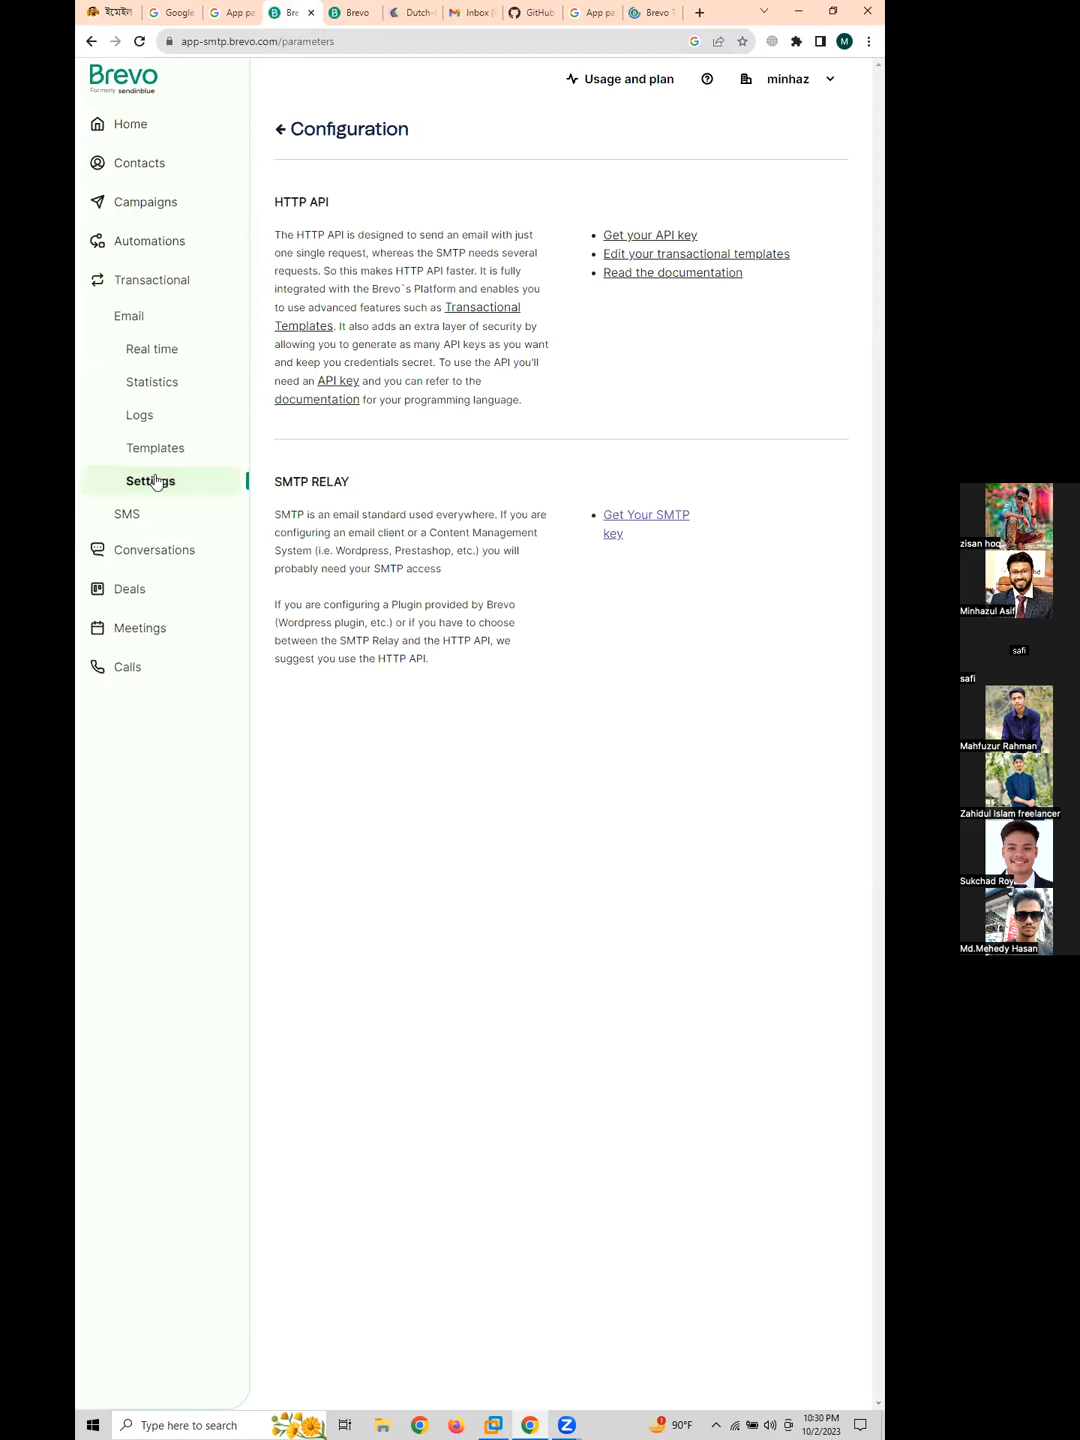 ইমেইল
Google
App pa
Bre
Brevo
Dutch-
Inbox (
GitHub
App pa
Brevo T
app-smtp.brevo.com/parameters
M
Brevo
Formerly sendinblue
Usage and plan
minhaz
Home
Contacts
Campaigns
Automations
Transactional
Email
Real time
Statistics
Logs
Templates
Settings
SMS
Conversations
Deals
Meetings
Calls
Configuration
HTTP API
The HTTP API is designed to send an email with just
one single request, whereas the SMTP needs several
requests. So this makes HTTP API faster. It is fully
integrated with the Brevo`s Platform and enables you
to use advanced features such as Transactional
Templates. It also adds an extra layer of security by
allowing you to generate as many API keys as you want
and keep you credentials secret. To use the API you'll
need an API key and you can refer to the
documentation for your programming language.
• Get your API key
• Edit your transactional templates
• Read the documentation
SMTP RELAY
SMTP is an email standard used everywhere. If you are
configuring an email client or a Content Management
System (i.e. Wordpress, Prestashop, etc.) you will
probably need your SMTP access
If you are configuring a Plugin provided by Brevo
(Wordpress plugin, etc.) or if you have to choose
between the SMTP Relay and the HTTP API, we
suggest you use the HTTP API.
• Get Your SMTP
key
zisan hoq
Minhazul Asif
safi
safi
Mahfuzur Rahman
Zahidul Islam freelancer
Sukchad Roy
Md.Mehedy Hasan
Type here to search
90°F
10:30 PM
10/2/2023